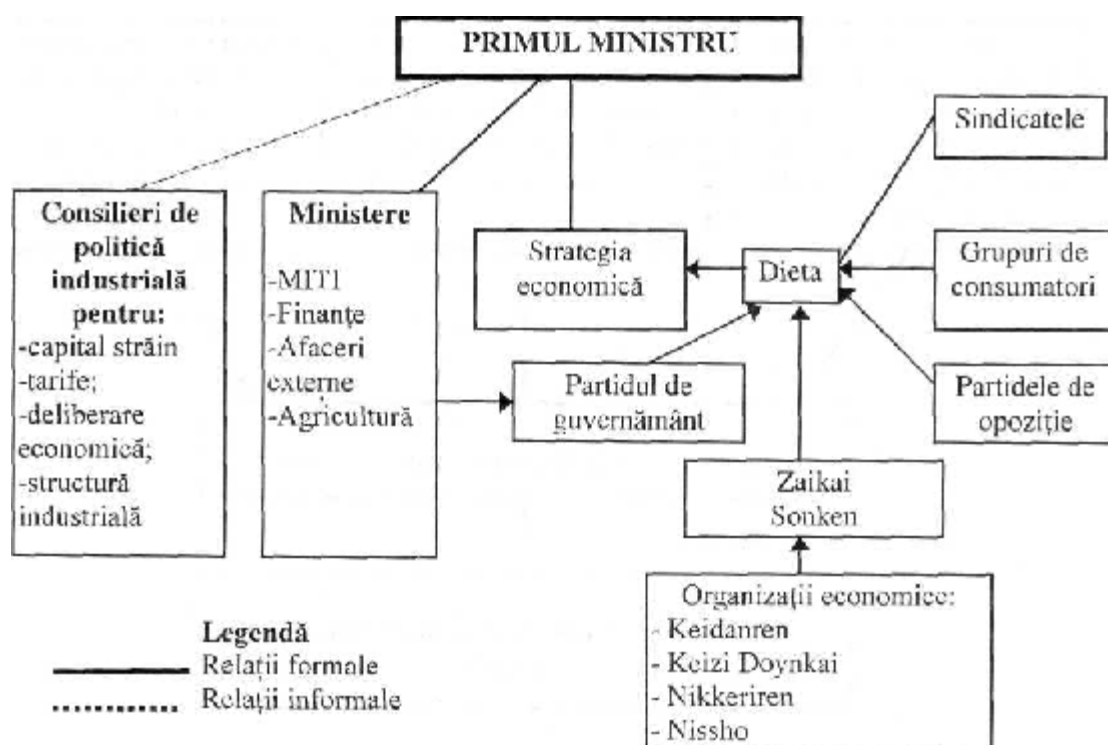 PRIMUL MINISTRU
Consilieri de
politică
industrială
pentru:
-capital străin
-tarife;
-deliberare
economică;
-structură
industrială
Ministere
-MITI
-Finanțe
-Afaceri
externe
-Agricultură
Strategia
economică
Dieta
Sindicatele
Grupuri de
consumatori
Partidele de
opoziție
Partidul de
guvernământ
Zaikai
Sonken
Organizații economice:
- Keidanren
- Keizi Doynkai
- Nikkeriren
- Nissho
Legendă
Relații formale
Relații informale